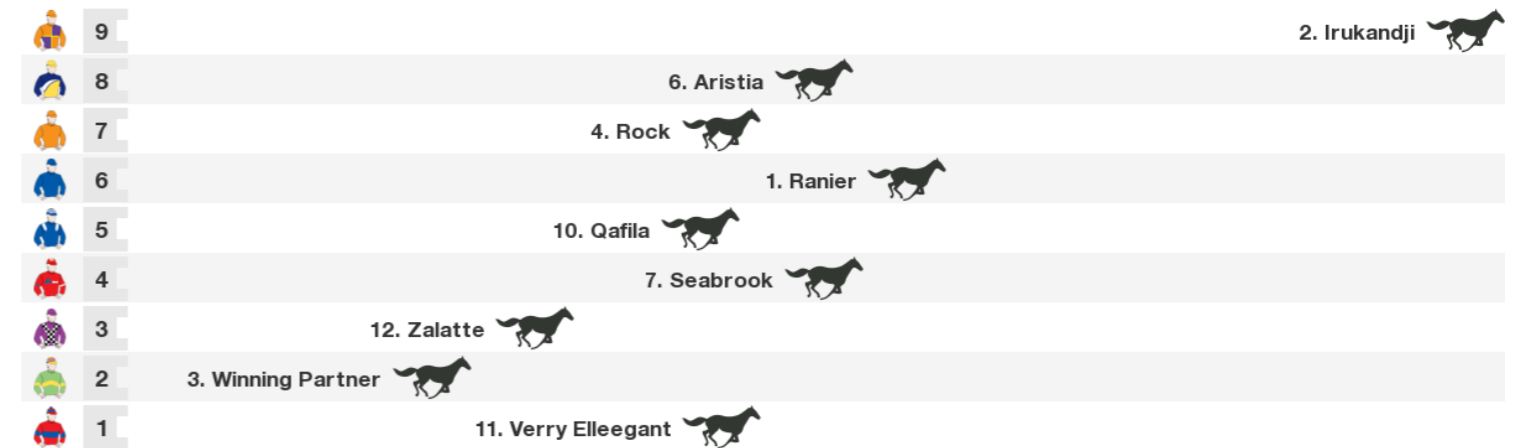 9 2. Irukandji
8 6. Aristia
7 4. Rock
6 1. Ranier
5 10. Qafila
4 7. Seabrook
3 12. Zalatte
2 3. Winning Partner
1 11. Verry Elleegant